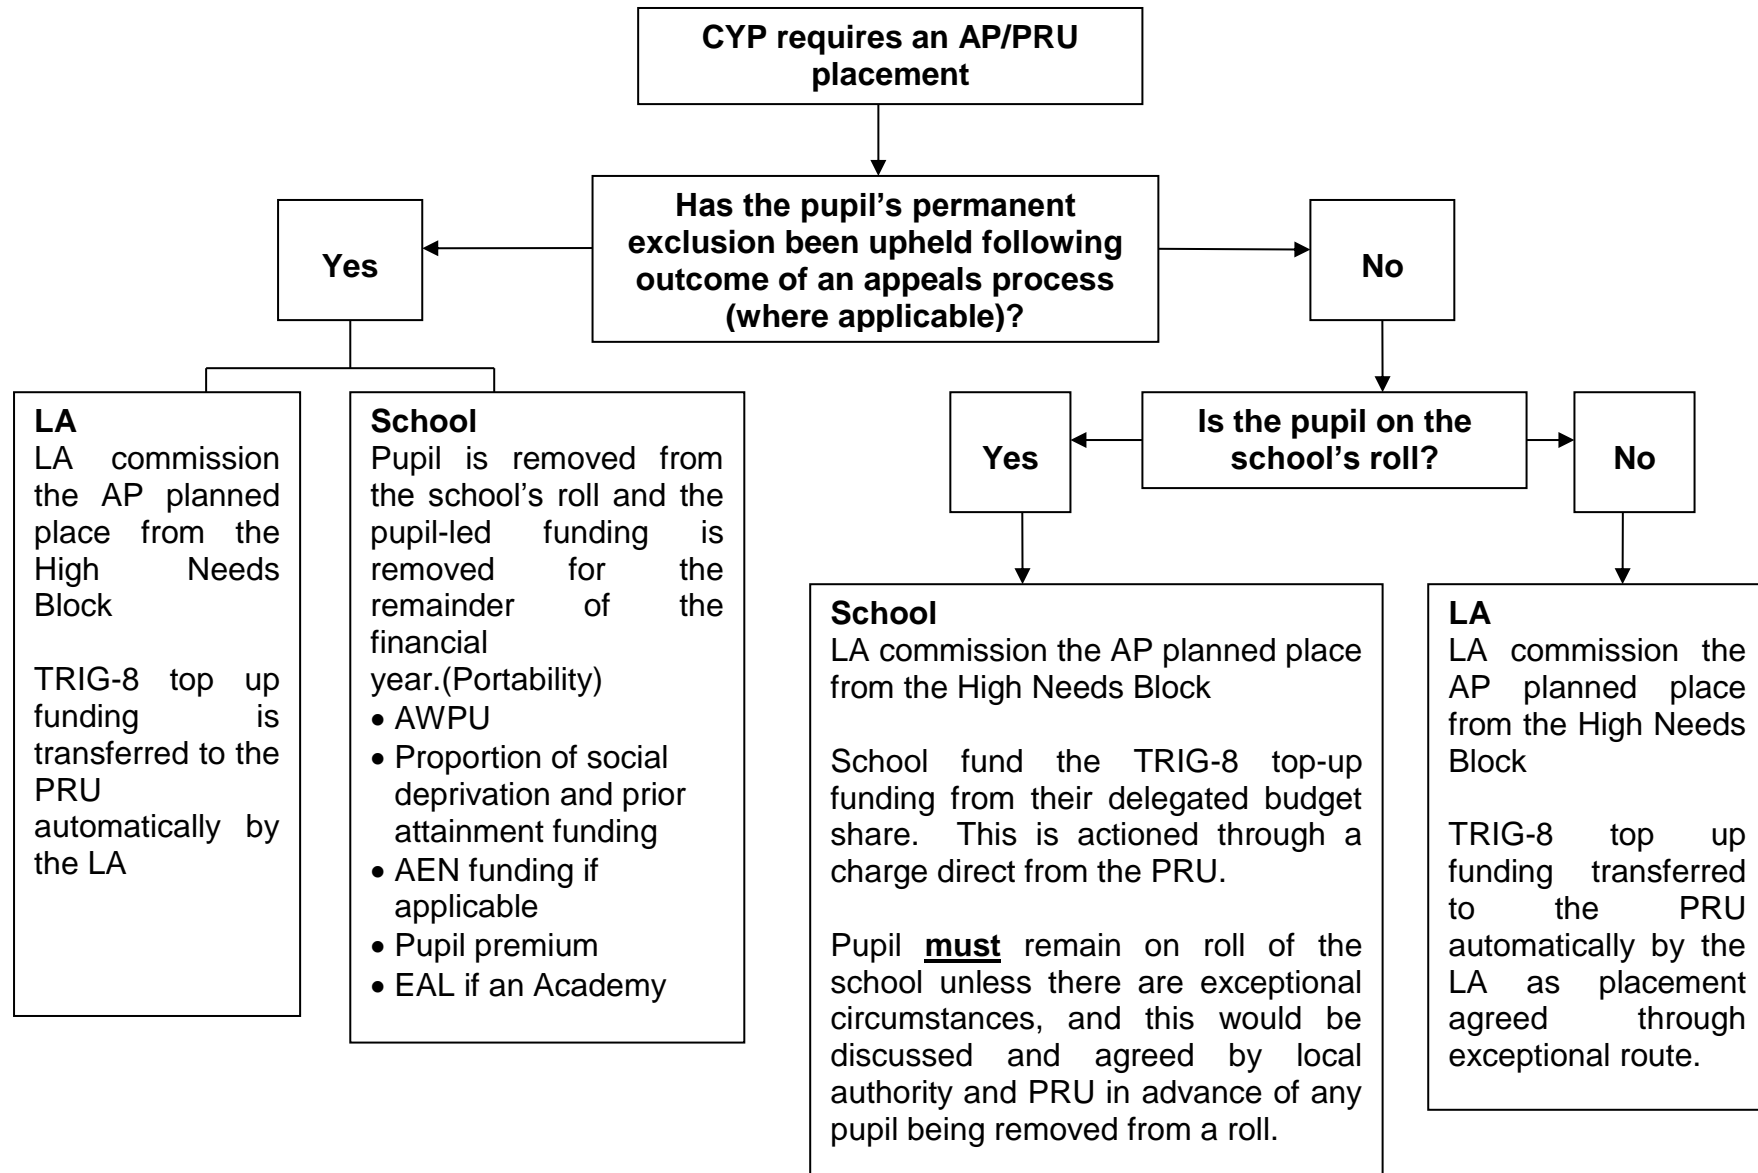 CYP requires an AP/PRU
placement
Has the pupil’s permanent
exclusion been upheld following
outcome of an appeals process
(where applicable)?
Yes
No
LA
LA commission
the AP planned
place from the
High Needs
Block
TRIG-8 top up
funding is
transferred to the
PRU
automatically by
the LA
School
Pupil is removed from
the school’s roll and the
pupil-led funding is
removed for the
remainder of the
financial
year.(Portability)
• AWPU
• Proportion of social
deprivation and prior
attainment funding
• AEN funding if
applicable
• Pupil premium
• EAL if an Academy
Is the pupil on the
school’s roll?
Yes
No
School
LA commission the AP planned place
from the High Needs Block
School fund the TRIG-8 top-up
funding from their delegated budget
share. This is actioned through a
charge direct from the PRU.
Pupil must remain on roll of the
school unless there are exceptional
circumstances, and this would be
discussed and agreed by local
authority and PRU in advance of any
pupil being removed from a roll.
LA
LA commission the
AP planned place
from the High Needs
Block
TRIG-8 top up
funding transferred
to the PRU
automatically by the
LA as placement
agreed through
exceptional route.